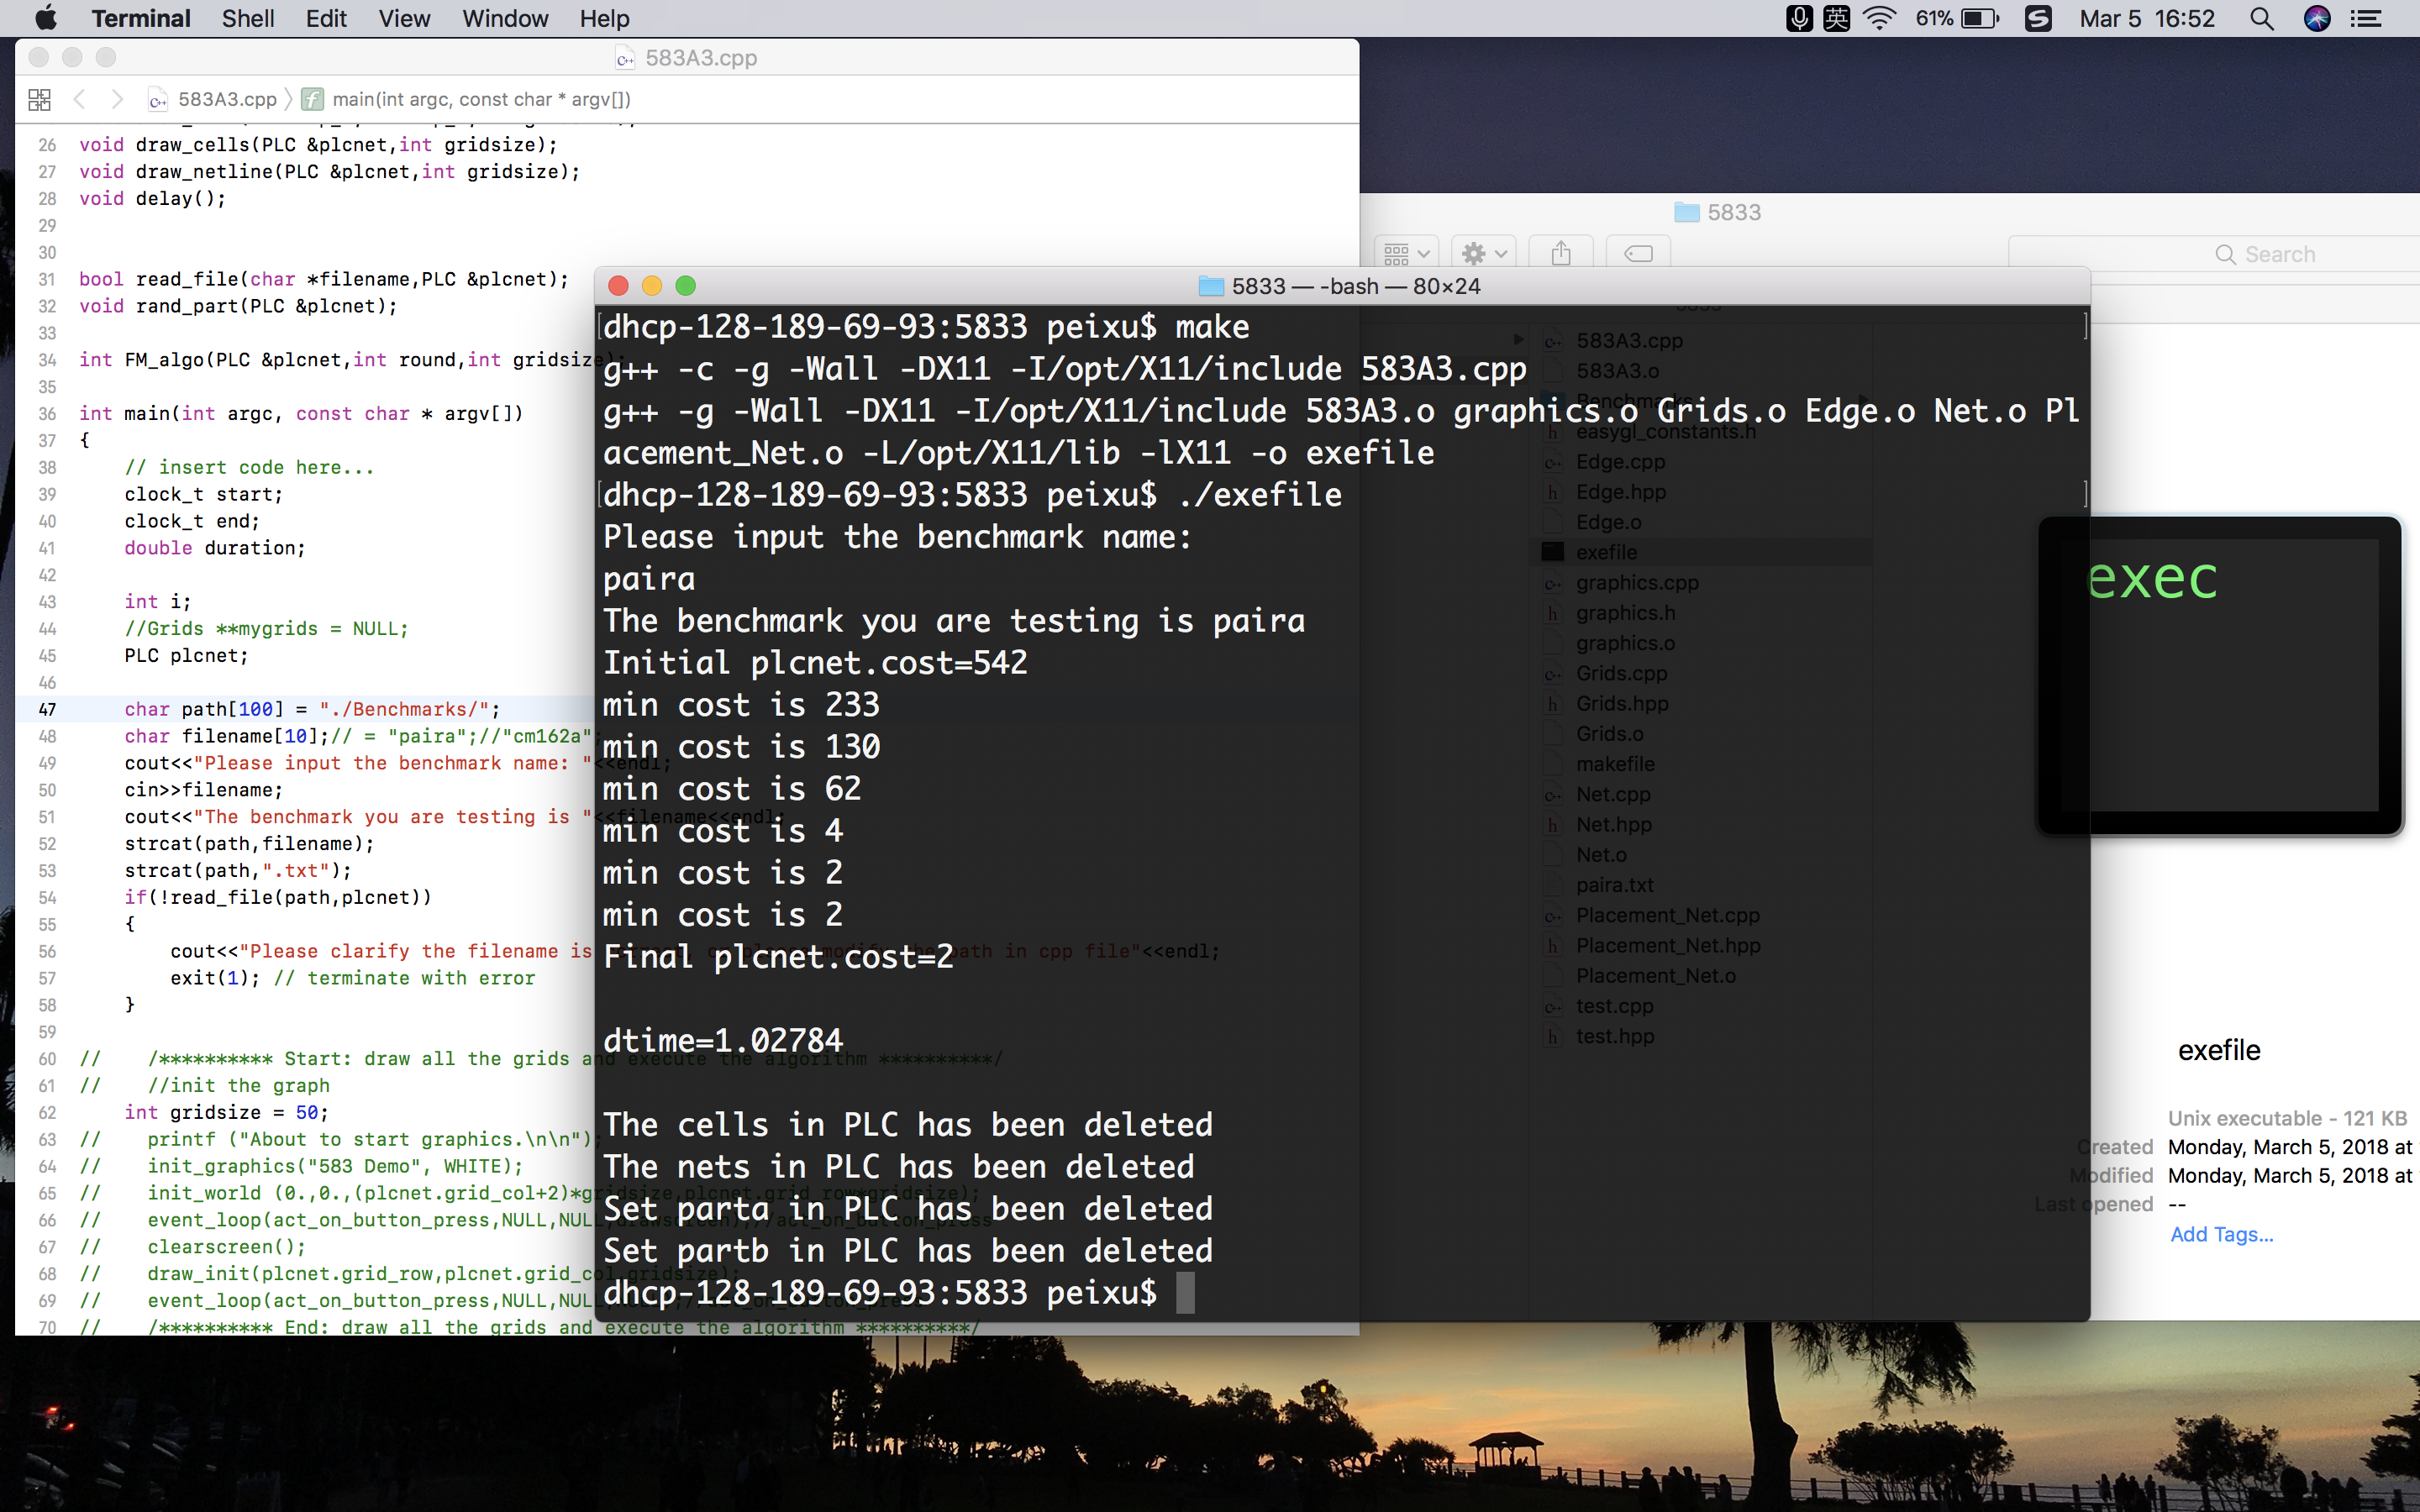 Terminal Shell Edit View Window Help
英 61% Mar 5 16:52
583A3.cpp
583A3.cpp main(int argc, const char * argv[])
26 void draw_cells(PLC &plcnet,int gridsize);
27 void draw_netline(PLC &plcnet,int gridsize);
28 void delay();
29
30
31 bool read_file(char *filename,PLC &plcnet);
32 void rand_part(PLC &plcnet);
33
34 int FM_algo(PLC &plcnet,int round,int gridsize);
35
36 int main(int argc, const char * argv[])
37 {
38 // insert code here...
39 clock_t start;
40 clock_t end;
41 double duration;
42
43 int i;
44 //Grids **mygrids = NULL;
45 PLC plcnet;
46
47 char path[100] = "./Benchmarks/";
48 char filename[10];// = "paira";//"cm162a";
49 cout<<"Please input the benchmark name: "<<endl;
50 cin>>filename;
51 cout<<"The benchmark you are testing is "<<filename<<endl;
52 strcat(path,filename);
53 strcat(path,".txt");
54 if(!read_file(path,plcnet))
55 {
56 cout<<"Please clarify the filename is path in cpp file"<<endl;
57 exit(1); // terminate with error
58 }
59
60 // /********** Start: draw all the grids and execute the algorithm **********/
61 // //init the graph
62 int gridsize = 50;
63 // printf ("About to start graphics.\n\n");
64 // init_graphics("583 Demo", WHITE);
65 // init_world (0.,0.,(plcnet.grid_col+2)*gridsize,plcnet.grid_row*gridsize);
66 // event_loop(act_on_button_press,NULL,NULL,drawscreen);//act_on_button_press
67 // clearscreen();
68 // draw_init(plcnet.grid_row,plcnet.grid_col,gridsize);
69 // event_loop(act_on_button_press,NULL,NULL
70 // /********** End: draw all the grids and execute the algorithm **********/
5833 — -bash — 80×24
dhcp-128-189-69-93:5833 peixu$ make
g++ -c -g -Wall -DX11 -I/opt/X11/include 583A3.cpp
g++ -g -Wall -DX11 -I/opt/X11/include 583A3.o graphics.o Grids.o Edge.o Net.o Pl
acement_Net.o -L/opt/X11/lib -lX11 -o exefile
dhcp-128-189-69-93:5833 peixu$ ./exefile
Please input the benchmark name:
paira
The benchmark you are testing is paira
Initial plcnet.cost=542
min cost is 233
min cost is 130
min cost is 62
min cost is 4
min cost is 2
min cost is 2
Final plcnet.cost=2
dtime=1.02784
The cells in PLC has been deleted
The nets in PLC has been deleted
Set parta in PLC has been deleted
Set partb in PLC has been deleted
dhcp-128-189-69-93:5833 peixu$
5833
Search
583A3.cpp
583A3.o
Benchmarks
easygl_constants.h
Edge.cpp
Edge.hpp
Edge.o
exefile
graphics.cpp
graphics.h
graphics.o
Grids.cpp
Grids.hpp
Grids.o
makefile
Net.cpp
Net.hpp
Net.o
paira.txt
Placement_Net.cpp
Placement_Net.hpp
Placement_Net.o
test.cpp
test.hpp
exec
exefile
Unix executable - 121 KB
Created Monday, March 5, 2018 at
Modified Monday, March 5, 2018 at
Last opened --
Add Tags...